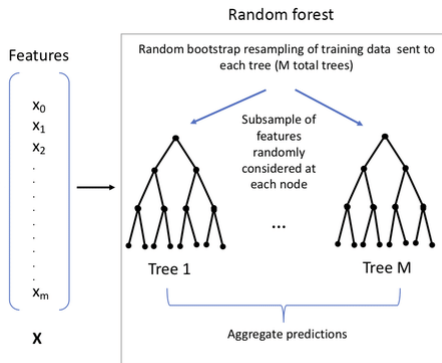 Random forest
Features
Random bootstrap resampling of training data sent to
each tree (M total trees)
x0
x1
x2
.
.
.
.
.
.
.
.
.
xm
X
Subsample of
features
randomly
considered at
each node
...
Tree 1
Tree M
Aggregate predictions